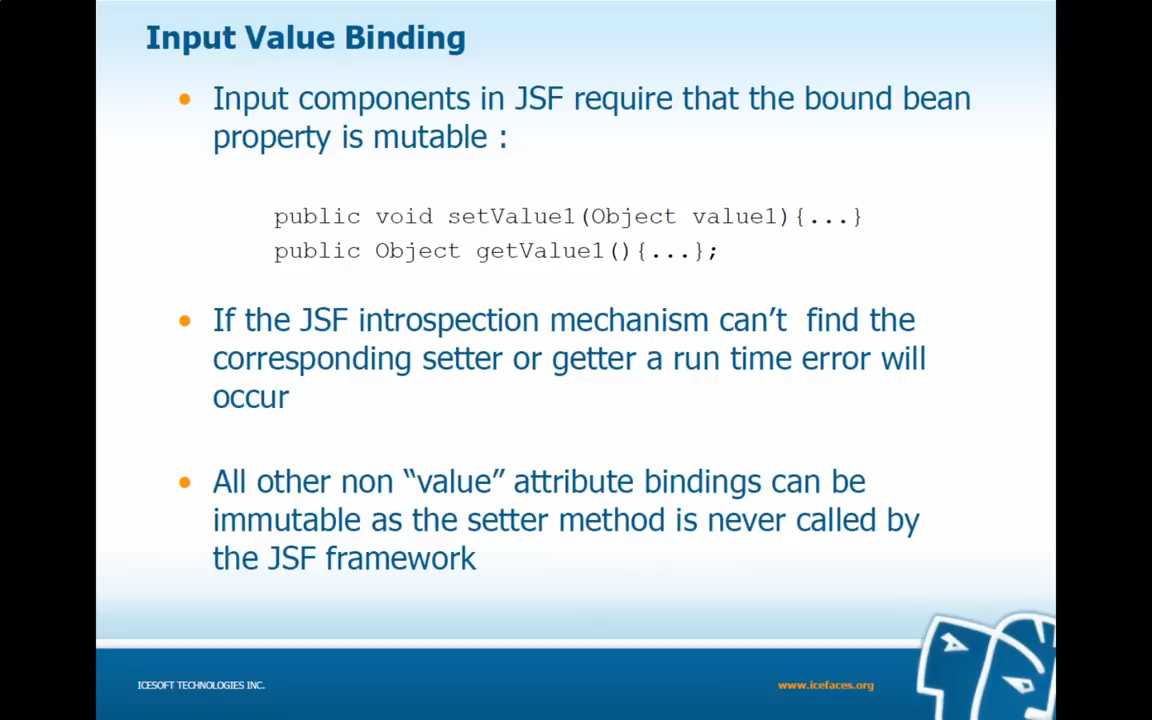 Input Value Binding
• Input components in JSF require that the bound bean
property is mutable :
public void setValue1(Object value1){...}
public Object getValue1(){...};
• If the JSF introspection mechanism can’t  find the
corresponding setter or getter a run time error will
occur
• All other non “value” attribute bindings can be
immutable as the setter method is never called by
the JSF framework
ICESOFT TECHNOLOGIES INC.
www.icefaces.org